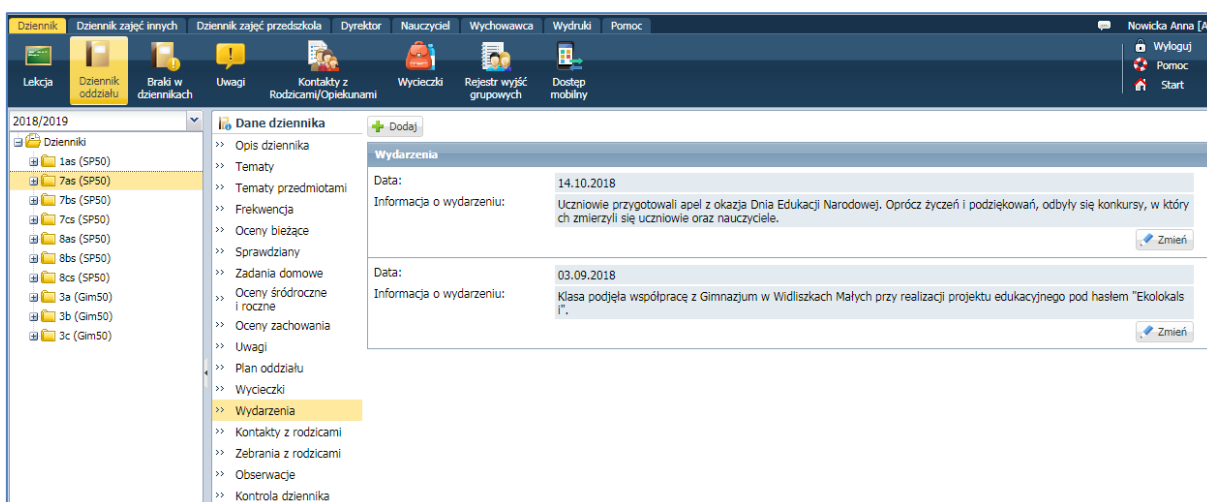 Dziennik Dziennik zajęć innych Dziennik zajęć przedszkola Dyrektor Nauczyciel Wychowawca Wydruki Pomoc Nowicka Anna [A
Lekcja
Dziennik
oddziału
Braki w
dziennikach
Uwagi
Kontakty z
Rodzicami/Opiekunami
Wycieczki
Rejestr wyjść
grupowych
Dostęp
mobilny
Wyloguj
Pomoc
Start
2018/2019
Dzienniki
1as (SP50)
7as (SP50)
7bs (SP50)
7cs (SP50)
8as (SP50)
8bs (SP50)
8cs (SP50)
3a (Gim50)
3b (Gim50)
3c (Gim50)
Dane dziennika
Opis dziennika
Tematy
Tematy przedmiotami
Frekwencja
Oceny bieżące
Sprawdziany
Zadania domowe
Oceny śródroczne
i roczne
Oceny zachowania
Uwagi
Plan oddziału
Wycieczki
Wydarzenia
Kontakty z rodzicami
Zebrania z rodzicami
Obserwacje
Kontrola dziennika
Dodaj
Wydarzenia
Data: 14.10.2018
Informacja o wydarzeniu: Uczniowie przygotowali apel z okazja Dnia Edukacji Narodowej. Oprócz życzeń i podziękowań, odbyły się konkursy, w który
ch zmierzyli się uczniowie oraz nauczyciele.
Zmień
Data: 03.09.2018
Informacja o wydarzeniu: Klasa podjęła współpracę z Gimnazjum w Widliszkach Małych przy realizacji projektu edukacyjnego pod hasłem "Ekolokals
i".
Zmień